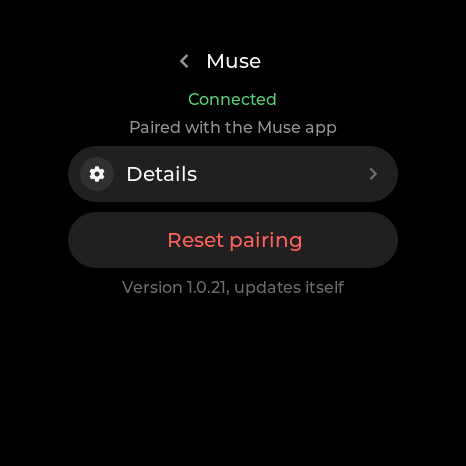 Muse
Connected
Paired with the Muse app
Details
Reset pairing
Version 1.0.21, updates itself